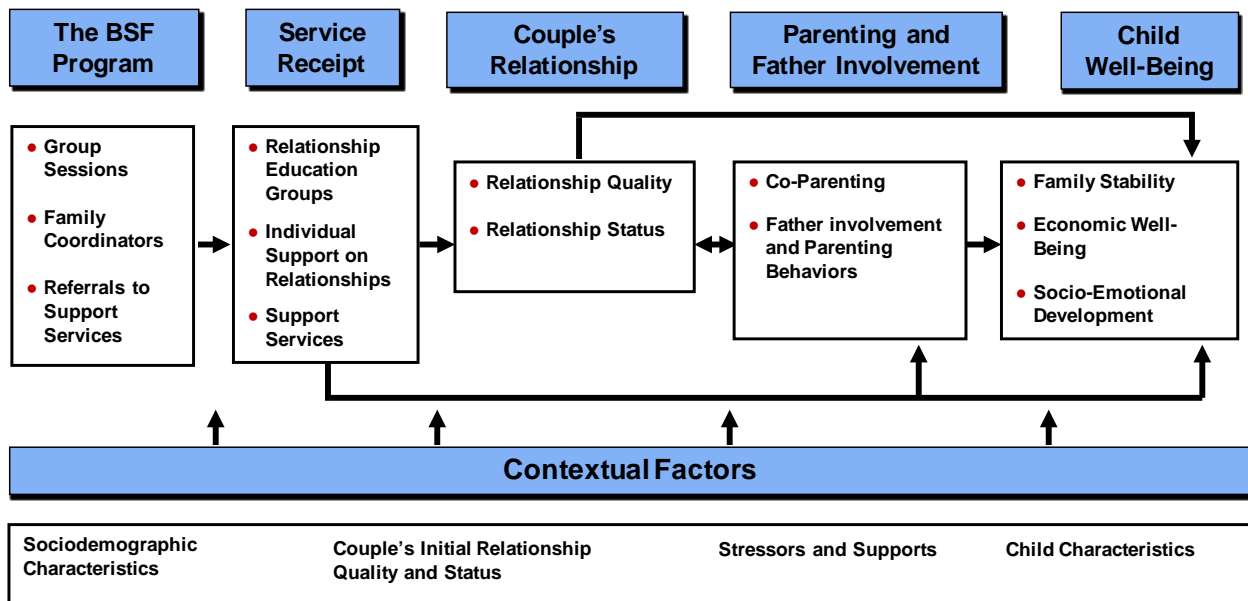 The BSF
Program
Service
Receipt
Couple's
Relationship
Parenting and
Father Involvement
Child
Well-Being
Group
Sessions
Family
Coordinators
Referrals to
Support
Services
Relationship
Education
Groups
Individual
Support on
Relationships
Support
Services
Relationship Quality
Relationship Status
Co-Parenting
Father involvement
and Parenting
Behaviors
Family Stability
Economic Well-
Being
Socio-Emotional
Development
Contextual Factors
Sociodemographic
Characteristics
Couple's Initial Relationship
Quality and Status
Stressors and Supports
Child Characteristics